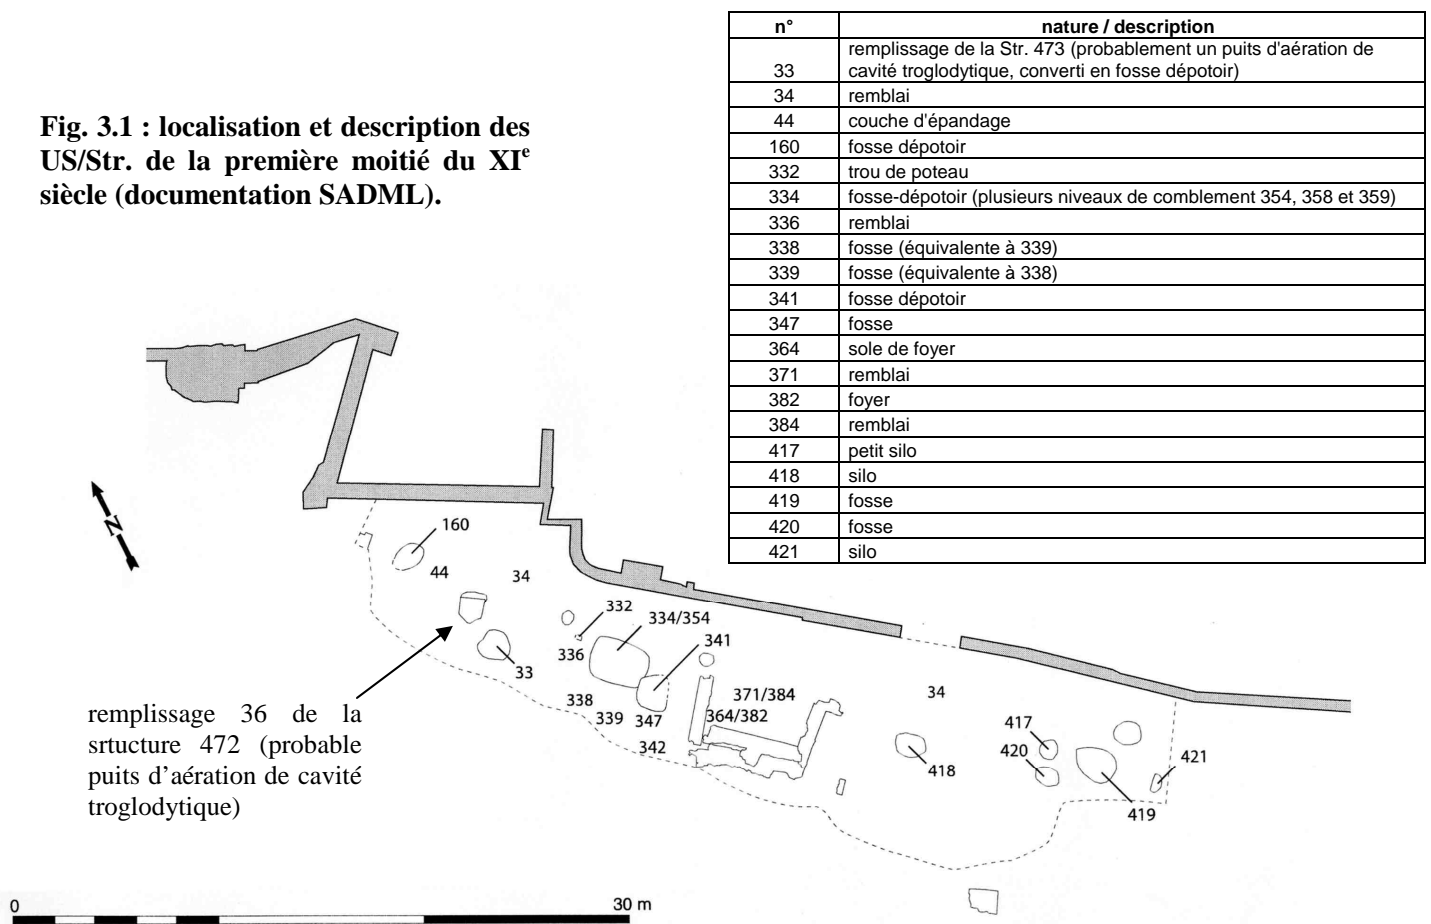 n° nature / description
remplissage de la Str. 473 (probablement un puits d'aération de
33 cavité troglodytique, converti en fosse dépotoir)
34 remblai
44 couche d'épandage
160 fosse dépotoir
332 trou de poteau
334 fosse-dépotoir (plusieurs niveaux de comblement 354, 358 et 359)
336 remblai
338 fosse (équivalente à 339)
339 fosse (équivalente à 338)
341 fosse dépotoir
347 fosse
364 sole de foyer
371 remblai
382 foyer
384 remblai
417 petit silo
418 silo
419 fosse
420 fosse
421 silo
Fig. 3.1 : localisation et description des
US/Str. de la première moitié du XIe
siècle (documentation SADML).
N
160
44
34
332
334/354
341
336
33
338
339
347
342
371/384
364/382
34
418
417
420
421
419
remplissage 36 de la
srtucture 472 (probable
puits d'aération de cavité
troglodytique)
0
30 m